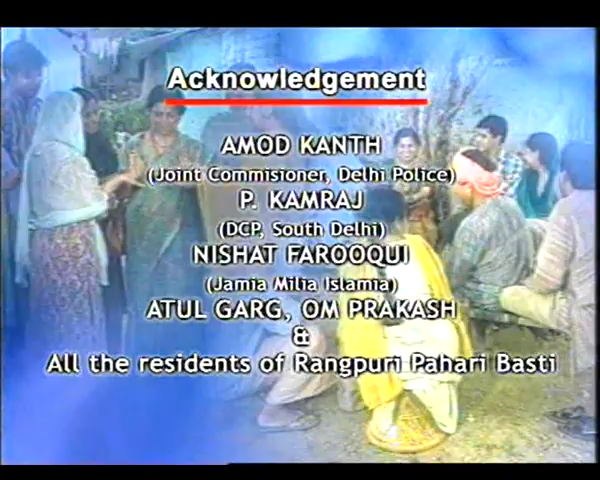 Acknowledgement
AMOD KANTH
(Joint Commisioner, Delhi Police)
P. KAMRAJ
(DCP, South Delhi)
NISHAT FAROOQUI
(Jamia Milia Islamia)
ATUL GARG, OM PRAKASH
&
All the residents of Rangpuri Pahari Basti